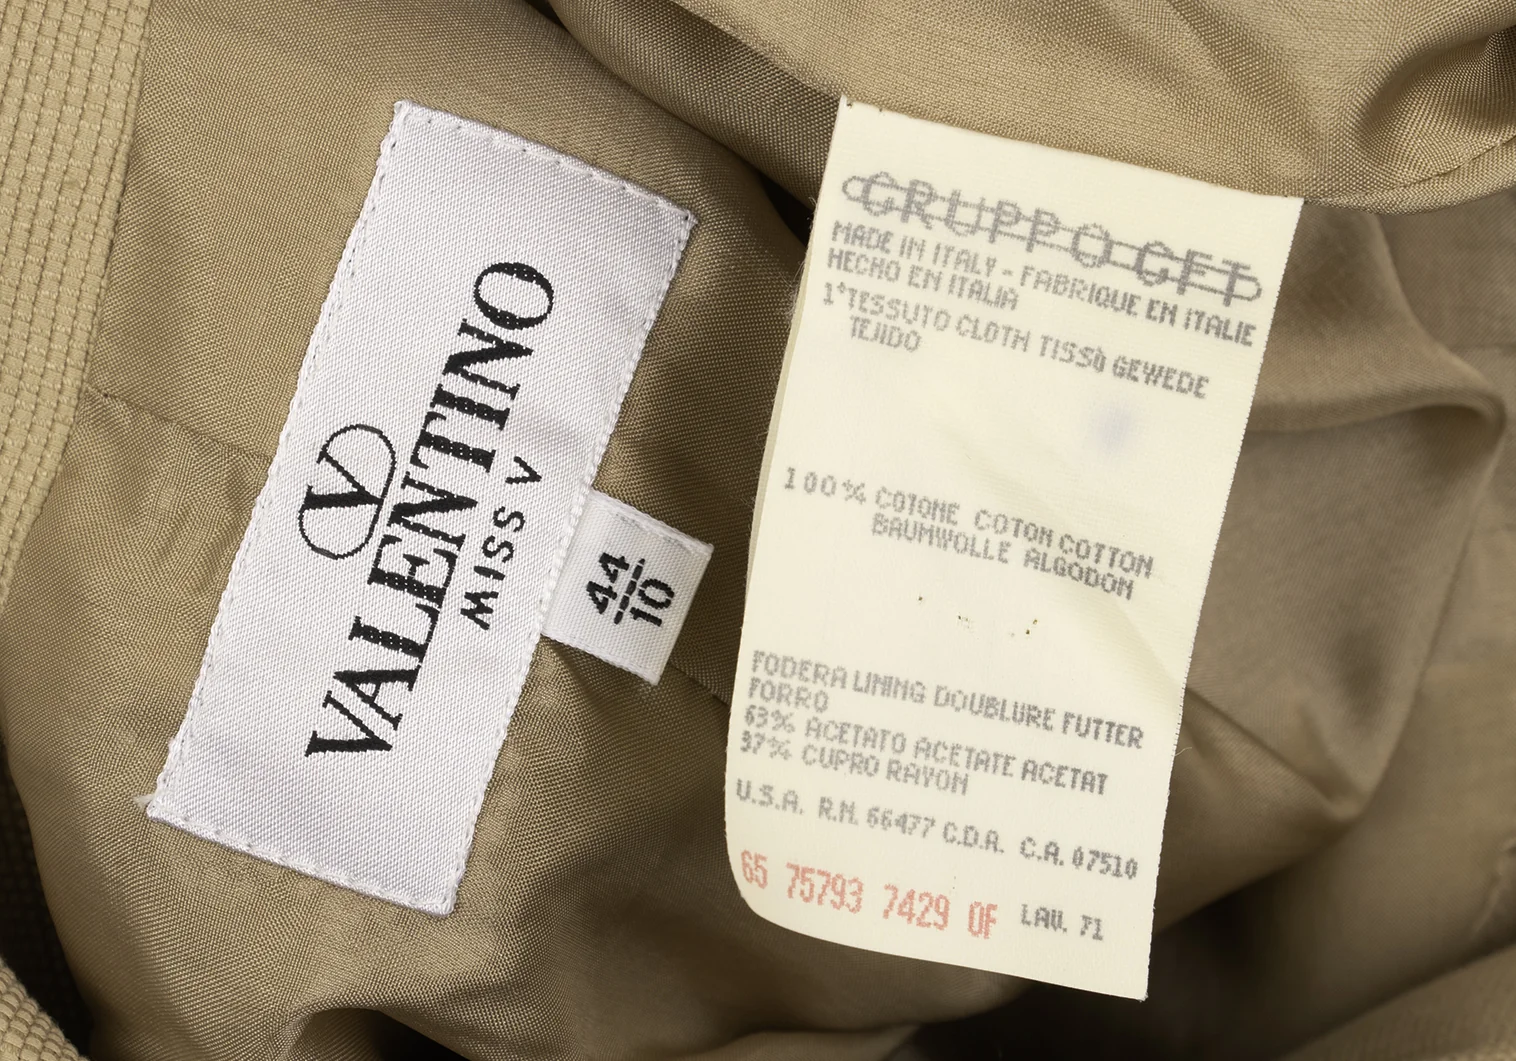 V
VALENTINO
MISS V
44
10
GRUPPO GFT
MADE IN ITALY - FABRIQUE EN ITALIE
HECHO EN ITALIA
1°TESSUTO CLOTH TISSÙ GEWEDE
TEJIDO
100% COTONE COTON COTTON
BAUMWOLLE ALGODON
FODERA LINING DOUBLURE FUTTER
FORRO
63% ACETATO ACETATE ACETAT
37% CUPRO RAYON
U.S.A. R.N. 66477 C.D.A. C.A. 07510
65 75793 7429 OF LAV. 71